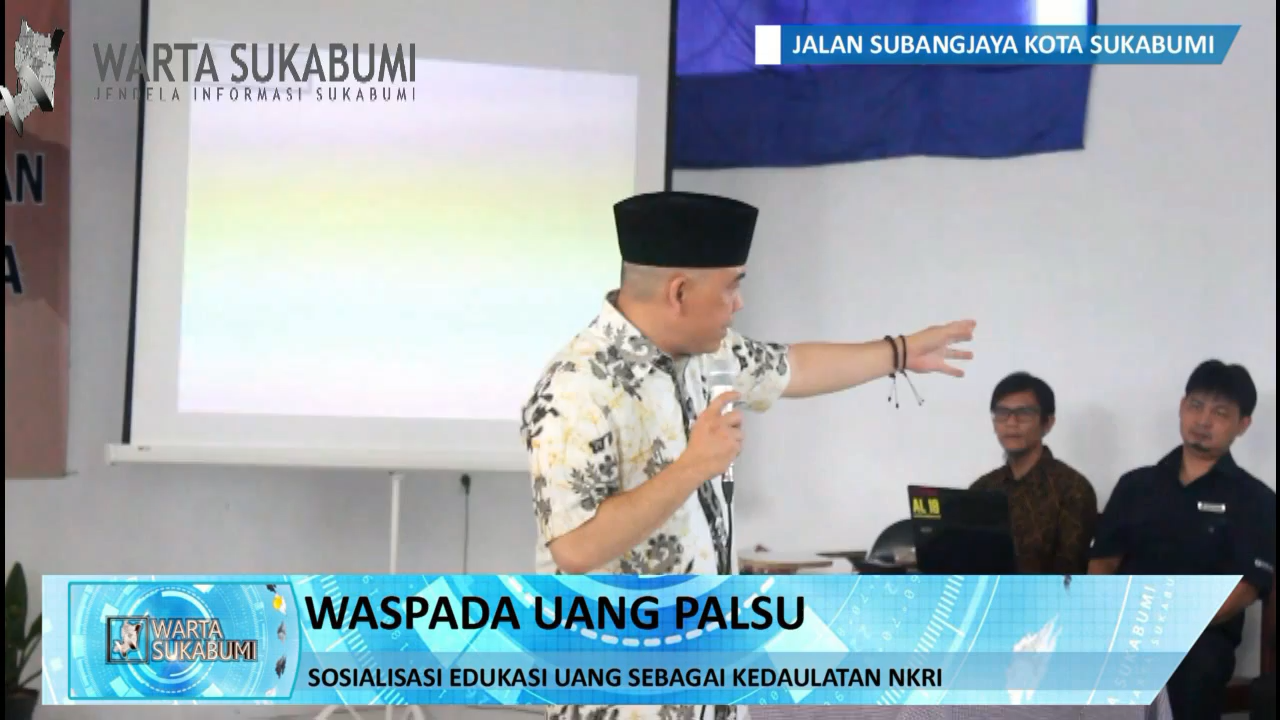 WARTA SUKABUMI
JENDELA INFORMASI SUKABUMI
JALAN SUBANGJAYA KOTA SUKABUMI
AN
A
AL 18
WARTA
SUKABUMI
WASPADA UANG PALSU
SOSIALISASI EDUKASI UANG SEBAGAI KEDAULATAN NKRI